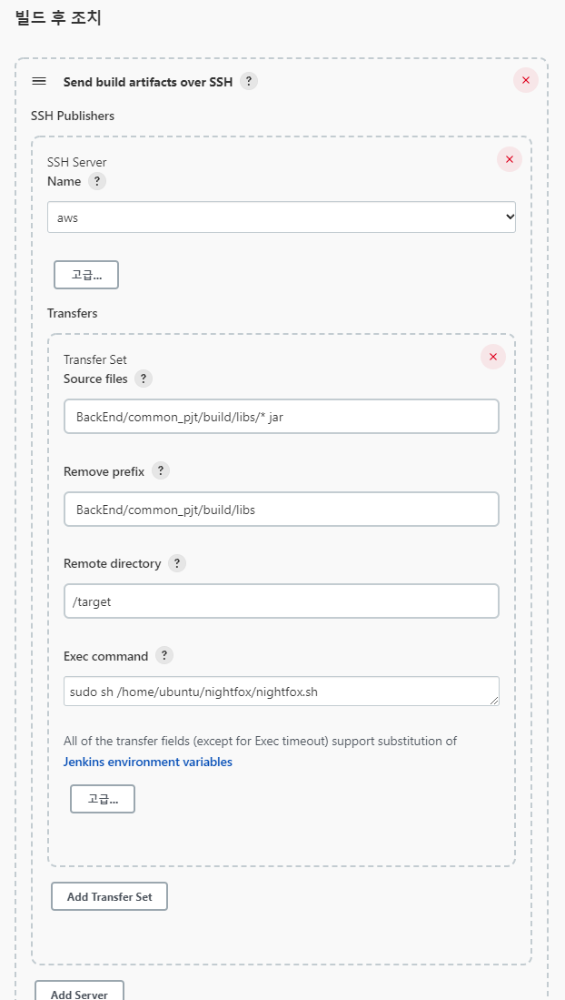 빌드 후 조치
Send build artifacts over SSH ?
SSH Publishers
SSH Server
Name ?
aws
고급...
Transfers
Transfer Set
Source files ?
BackEnd/common_pjt/build/libs/* jar
Remove prefix ?
BackEnd/common_pjt/build/libs
Remote directory ?
/target
Exec command ?
sudo sh /home/ubuntu/nightfox/nightfox.sh
All of the transfer fields (except for Exec timeout) support substitution of
Jenkins environment variables
고급...
Add Transfer Set
Add Server